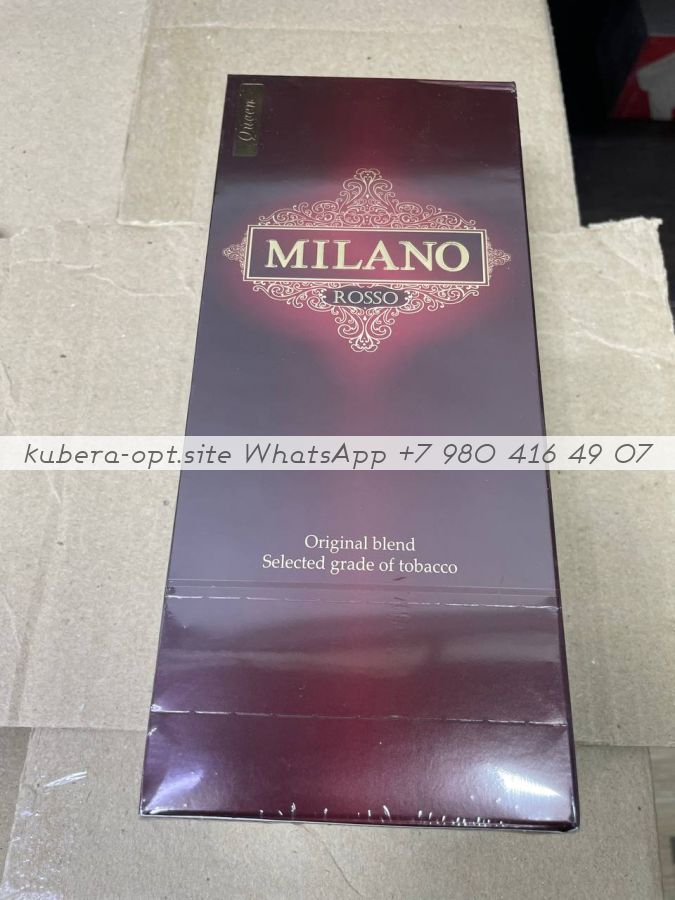 Queen
MILANO
ROSSO
kubera-opt.site WhatsApp +7 980 416 49 07
Original blend
Selected grade of tobacco